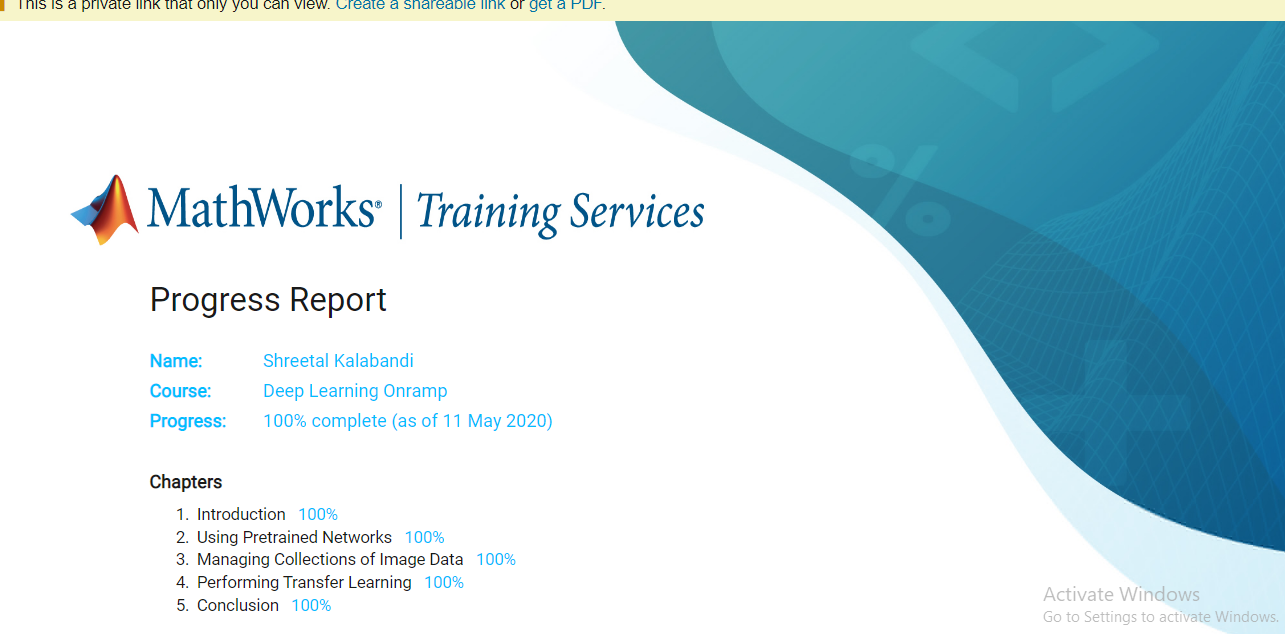 This is a private link that only you can view. Create a shareable link or get a PDF.
MathWorks® | Training Services
Progress Report
Name: Shreetal Kalabandi
Course: Deep Learning Onramp
Progress: 100% complete (as of 11 May 2020)
Chapters
1. Introduction 100%
2. Using Pretrained Networks 100%
3. Managing Collections of Image Data 100%
4. Performing Transfer Learning 100%
5. Conclusion 100%
Activate Windows
Go to Settings to activate Windows.